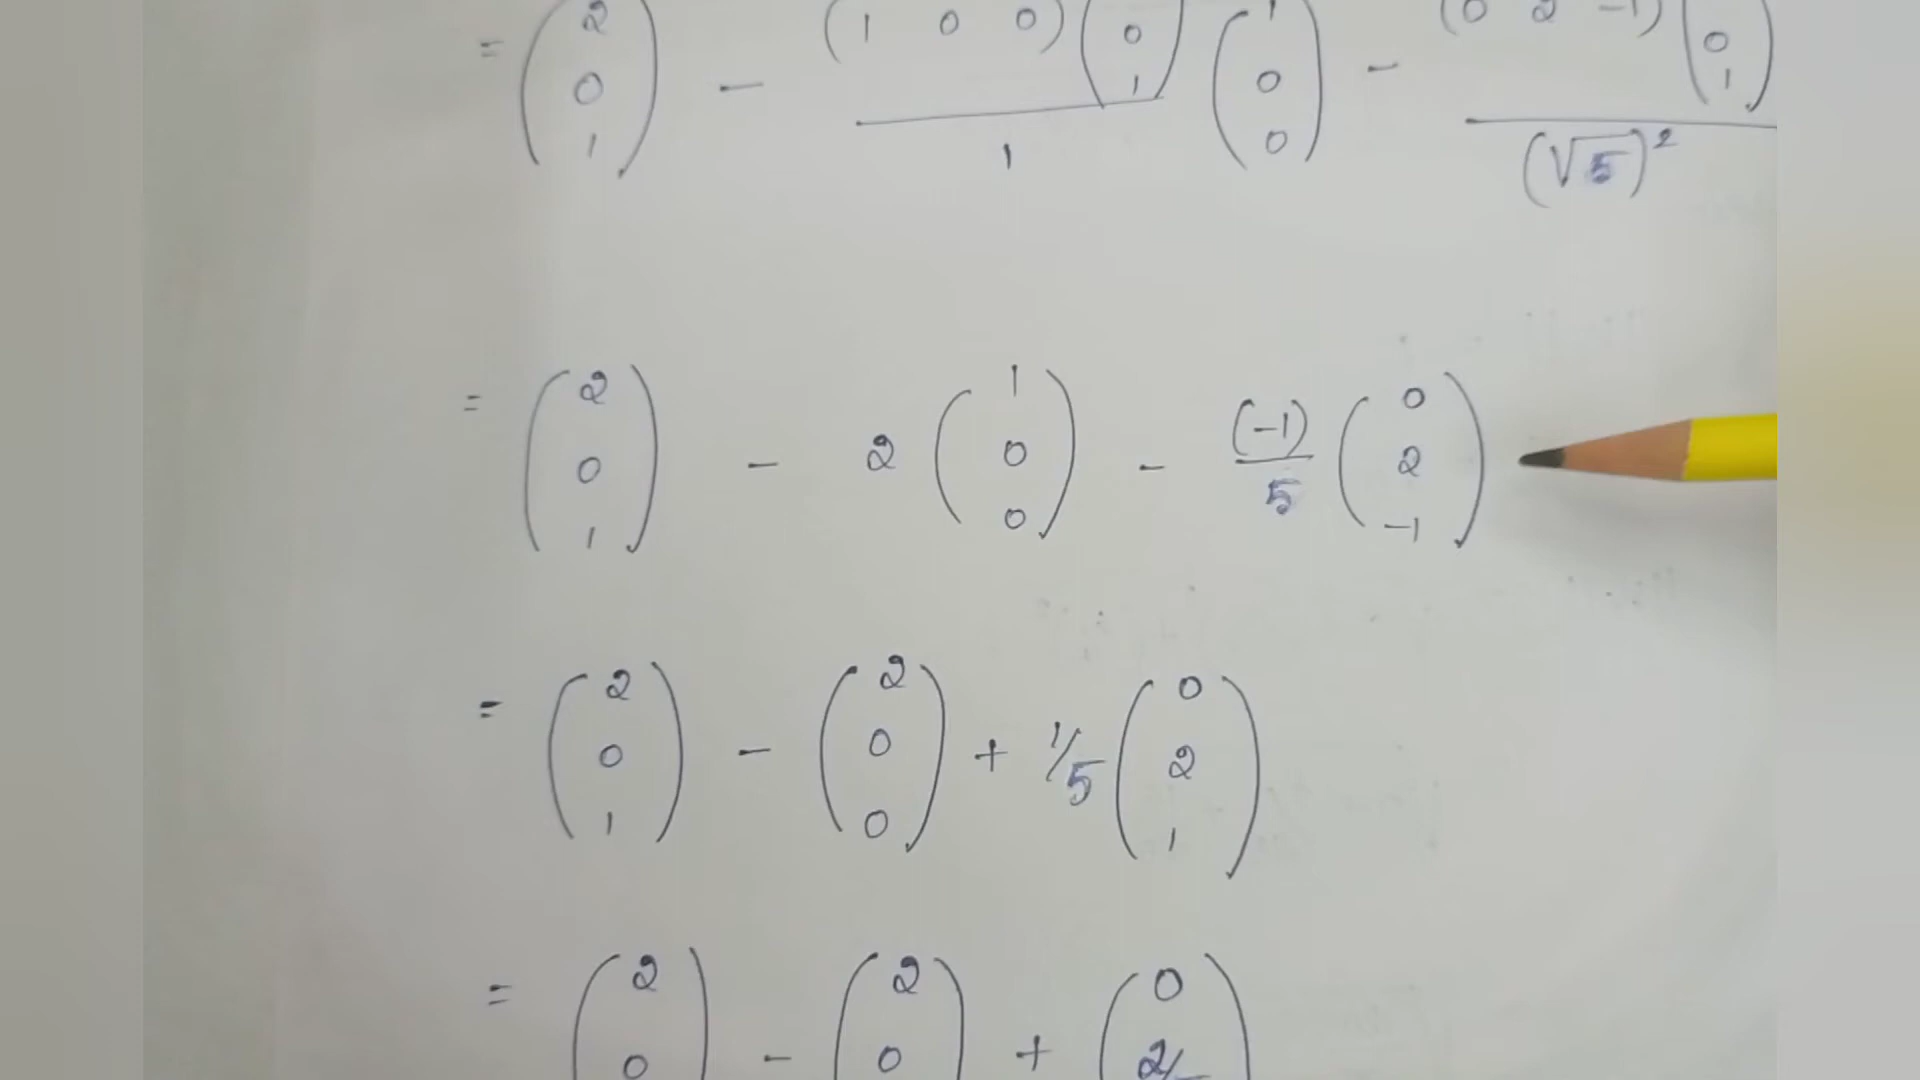 = (2 0 1) - (1 0 0)(0 1) / 1 (1 0 0) - (0 2 -1)(0 1) / (√5)²
= (2 0 1) - 2 (1 0 0) - (-1)/5 (0 2 -1)
= (2 0 1) - (2 0 0) + 1/5 (0 2 1)
= (2 0 - (2 0 + (0 2/